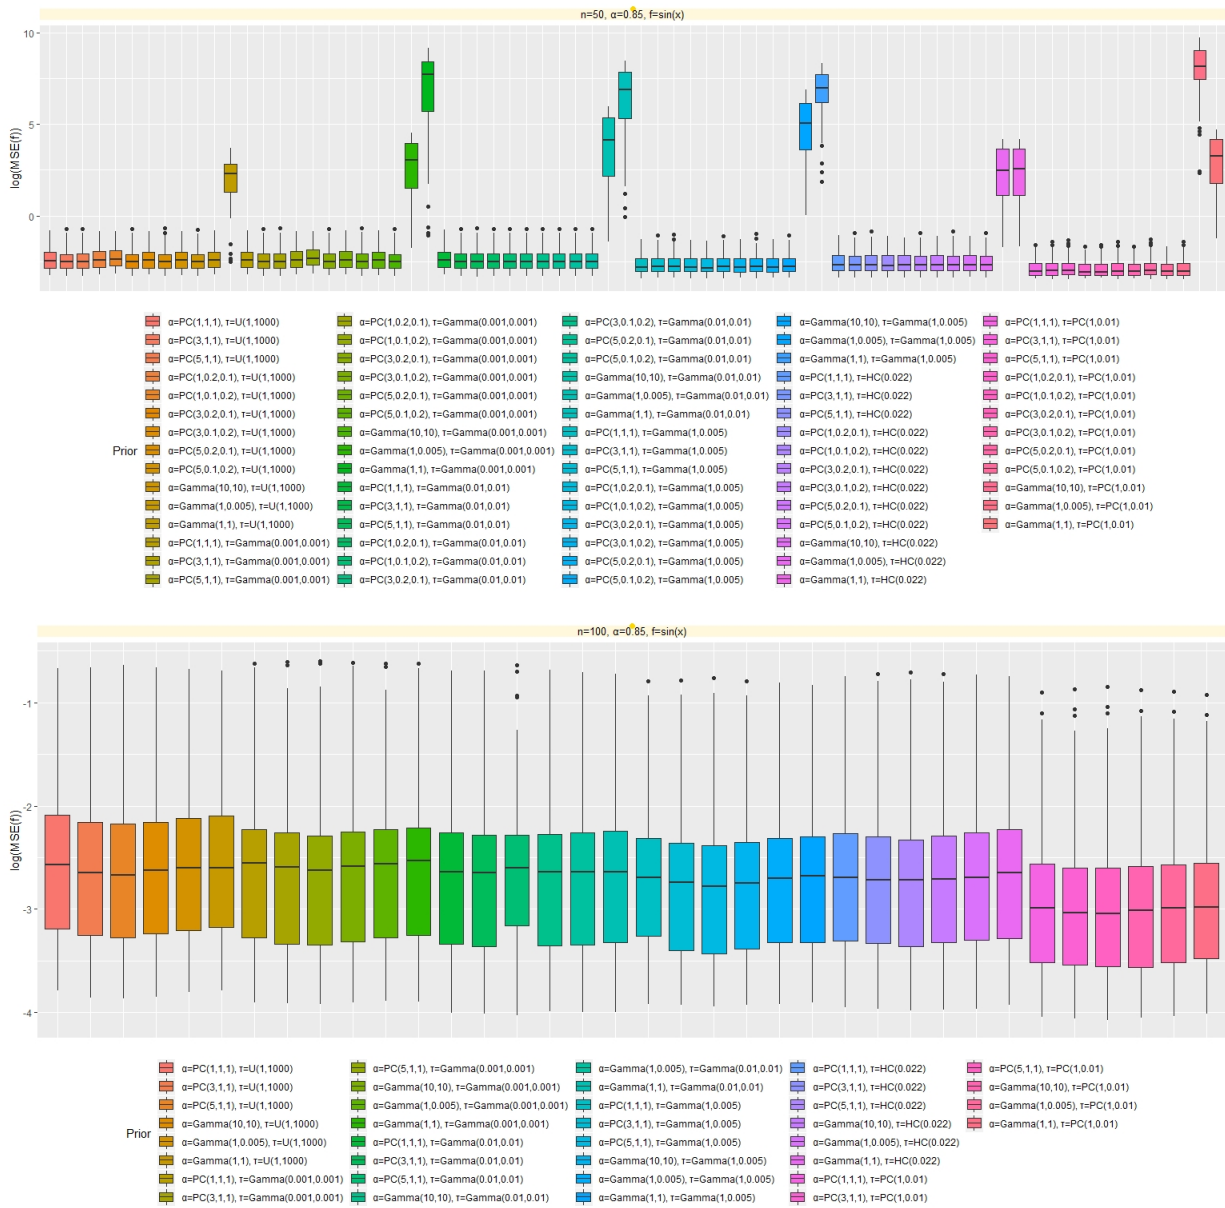 n=50, α=0.85, f=sin(x)
10
5
0
log(MSE(f))
Prior
α=PC(1,1,1), τ=U(1,1000)
α=PC(3,1,1), τ=U(1,1000)
α=PC(5,1,1), τ=U(1,1000)
α=PC(1,0.2,0.1), τ=U(1,1000)
α=PC(1,0.1,0.2), τ=U(1,1000)
α=PC(3,0.2,0.1), τ=U(1,1000)
α=PC(3,0.1,0.2), τ=U(1,1000)
α=PC(5,0.2,0.1), τ=U(1,1000)
α=PC(5,0.1,0.2), τ=U(1,1000)
α=Gamma(10,10), τ=U(1,1000)
α=Gamma(1,0.005), τ=U(1,1000)
α=Gamma(1,1), τ=U(1,1000)
α=PC(1,1,1), τ=Gamma(0.001,0.001)
α=PC(3,1,1), τ=Gamma(0.001,0.001)
α=PC(5,1,1), τ=Gamma(0.001,0.001)
α=PC(1,0.2,0.1), τ=Gamma(0.001,0.001)
α=PC(1,0.1,0.2), τ=Gamma(0.001,0.001)
α=PC(3,0.2,0.1), τ=Gamma(0.001,0.001)
α=PC(3,0.1,0.2), τ=Gamma(0.001,0.001)
α=PC(5,0.2,0.1), τ=Gamma(0.001,0.001)
α=PC(5,0.1,0.2), τ=Gamma(0.001,0.001)
α=Gamma(10,10), τ=Gamma(0.001,0.001)
α=Gamma(1,0.005), τ=Gamma(0.001,0.001)
α=Gamma(1,1), τ=Gamma(0.001,0.001)
α=PC(1,1,1), τ=Gamma(0.01,0.01)
α=PC(3,1,1), τ=Gamma(0.01,0.01)
α=PC(5,1,1), τ=Gamma(0.01,0.01)
α=PC(1,0.2,0.1), τ=Gamma(0.01,0.01)
α=PC(1,0.1,0.2), τ=Gamma(0.01,0.01)
α=PC(3,0.2,0.1), τ=Gamma(0.01,0.01)
α=PC(3,0.1,0.2), τ=Gamma(0.01,0.01)
α=PC(5,0.2,0.1), τ=Gamma(0.01,0.01)
α=PC(5,0.1,0.2), τ=Gamma(0.01,0.01)
α=Gamma(10,10), τ=Gamma(0.01,0.01)
α=Gamma(1,0.005), τ=Gamma(0.01,0.01)
α=Gamma(1,1), τ=Gamma(0.01,0.01)
α=PC(1,1,1), τ=Gamma(1,0.005)
α=PC(3,1,1), τ=Gamma(1,0.005)
α=PC(5,1,1), τ=Gamma(1,0.005)
α=PC(1,0.2,0.1), τ=Gamma(1,0.005)
α=PC(1,0.1,0.2), τ=Gamma(1,0.005)
α=PC(3,0.2,0.1), τ=Gamma(1,0.005)
α=PC(3,0.1,0.2), τ=Gamma(1,0.005)
α=PC(5,0.2,0.1), τ=Gamma(1,0.005)
α=PC(5,0.1,0.2), τ=Gamma(1,0.005)
α=Gamma(10,10), τ=Gamma(1,0.005)
α=Gamma(1,0.005), τ=Gamma(1,0.005)
α=Gamma(1,1), τ=Gamma(1,0.005)
α=PC(1,1,1), τ=HC(0.022)
α=PC(3,1,1), τ=HC(0.022)
α=PC(5,1,1), τ=HC(0.022)
α=PC(1,0.2,0.1), τ=HC(0.022)
α=PC(1,0.1,0.2), τ=HC(0.022)
α=PC(3,0.2,0.1), τ=HC(0.022)
α=PC(3,0.1,0.2), τ=HC(0.022)
α=PC(5,0.2,0.1), τ=HC(0.022)
α=PC(5,0.1,0.2), τ=HC(0.022)
α=Gamma(10,10), τ=HC(0.022)
α=Gamma(1,0.005), τ=HC(0.022)
α=Gamma(1,1), τ=HC(0.022)
α=PC(1,1,1), τ=PC(1,0.01)
α=PC(3,1,1), τ=PC(1,0.01)
α=PC(5,1,1), τ=PC(1,0.01)
α=PC(1,0.2,0.1), τ=PC(1,0.01)
α=PC(1,0.1,0.2), τ=PC(1,0.01)
α=PC(3,0.2,0.1), τ=PC(1,0.01)
α=PC(3,0.1,0.2), τ=PC(1,0.01)
α=PC(5,0.2,0.1), τ=PC(1,0.01)
α=PC(5,0.1,0.2), τ=PC(1,0.01)
α=Gamma(10,10), τ=PC(1,0.01)
α=Gamma(1,0.005), τ=PC(1,0.01)
α=Gamma(1,1), τ=PC(1,0.01)
n=100, α=0.85, f=sin(x)
-1
-2
-3
-4
log(MSE(f))
Prior
α=PC(1,1,1), τ=U(1,1000)
α=PC(3,1,1), τ=U(1,1000)
α=PC(5,1,1), τ=U(1,1000)
α=Gamma(10,10), τ=U(1,1000)
α=Gamma(1,0.005), τ=U(1,1000)
α=Gamma(1,1), τ=U(1,1000)
α=PC(1,1,1), τ=Gamma(0.001,0.001)
α=PC(3,1,1), τ=Gamma(0.001,0.001)
α=PC(5,1,1), τ=Gamma(0.001,0.001)
α=Gamma(10,10), τ=Gamma(0.001,0.001)
α=Gamma(1,0.005), τ=Gamma(0.001,0.001)
α=Gamma(1,1), τ=Gamma(0.001,0.001)
α=PC(1,1,1), τ=Gamma(0.01,0.01)
α=PC(3,1,1), τ=Gamma(0.01,0.01)
α=PC(5,1,1), τ=Gamma(0.01,0.01)
α=Gamma(10,10), τ=Gamma(0.01,0.01)
α=Gamma(1,0.005), τ=Gamma(0.01,0.01)
α=Gamma(1,1), τ=Gamma(0.01,0.01)
α=PC(1,1,1), τ=Gamma(1,0.005)
α=PC(3,1,1), τ=Gamma(1,0.005)
α=PC(5,1,1), τ=Gamma(1,0.005)
α=Gamma(10,10), τ=Gamma(1,0.005)
α=Gamma(1,0.005), τ=Gamma(1,0.005)
α=Gamma(1,1), τ=Gamma(1,0.005)
α=PC(1,1,1), τ=HC(0.022)
α=PC(3,1,1), τ=HC(0.022)
α=PC(5,1,1), τ=HC(0.022)
α=Gamma(10,10), τ=HC(0.022)
α=Gamma(1,0.005), τ=HC(0.022)
α=Gamma(1,1), τ=HC(0.022)
α=PC(1,1,1), τ=PC(1,0.01)
α=PC(3,1,1), τ=PC(1,0.01)
α=PC(5,1,1), τ=PC(1,0.01)
α=Gamma(10,10), τ=PC(1,0.01)
α=Gamma(1,0.005), τ=PC(1,0.01)
α=Gamma(1,1), τ=PC(1,0.01)